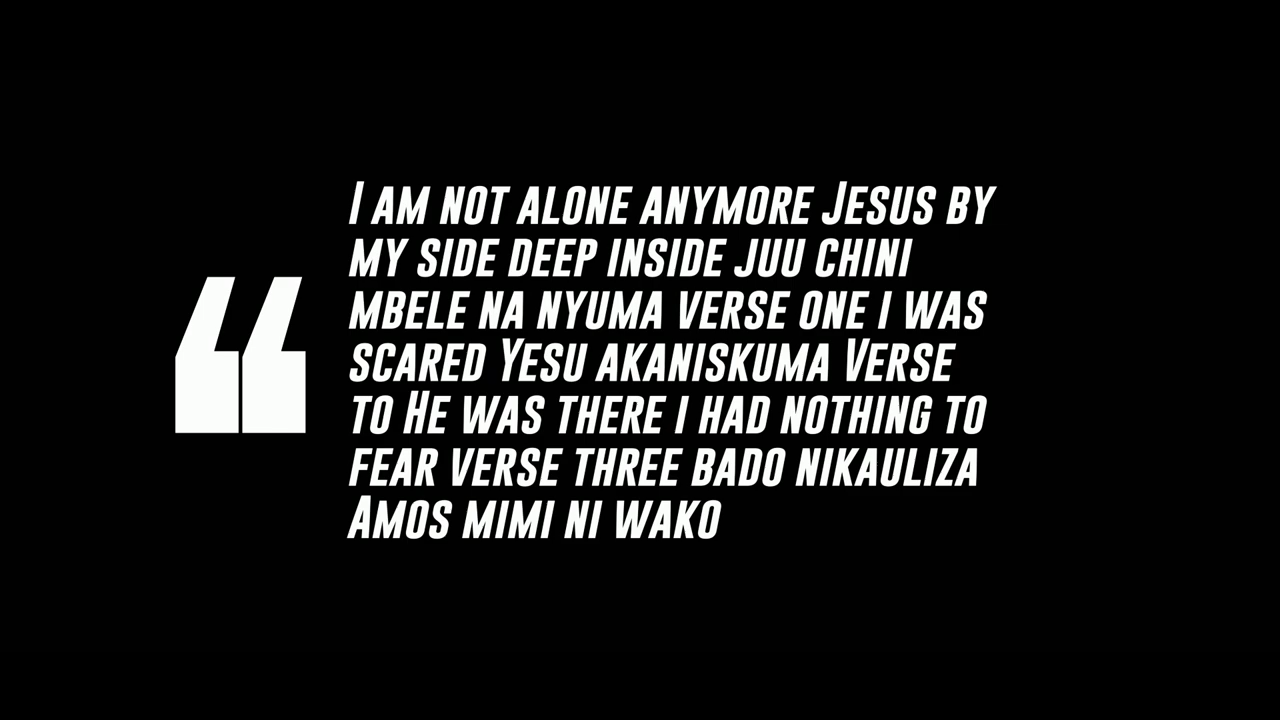 I am not alone anymore Jesus by
my side deep inside juu chini
mbele na nyuma verse one i was
scared Yesu akaniskuma Verse
to He was there i had nothing to
fear verse three bado nikauliza
Amos mimi ni wako